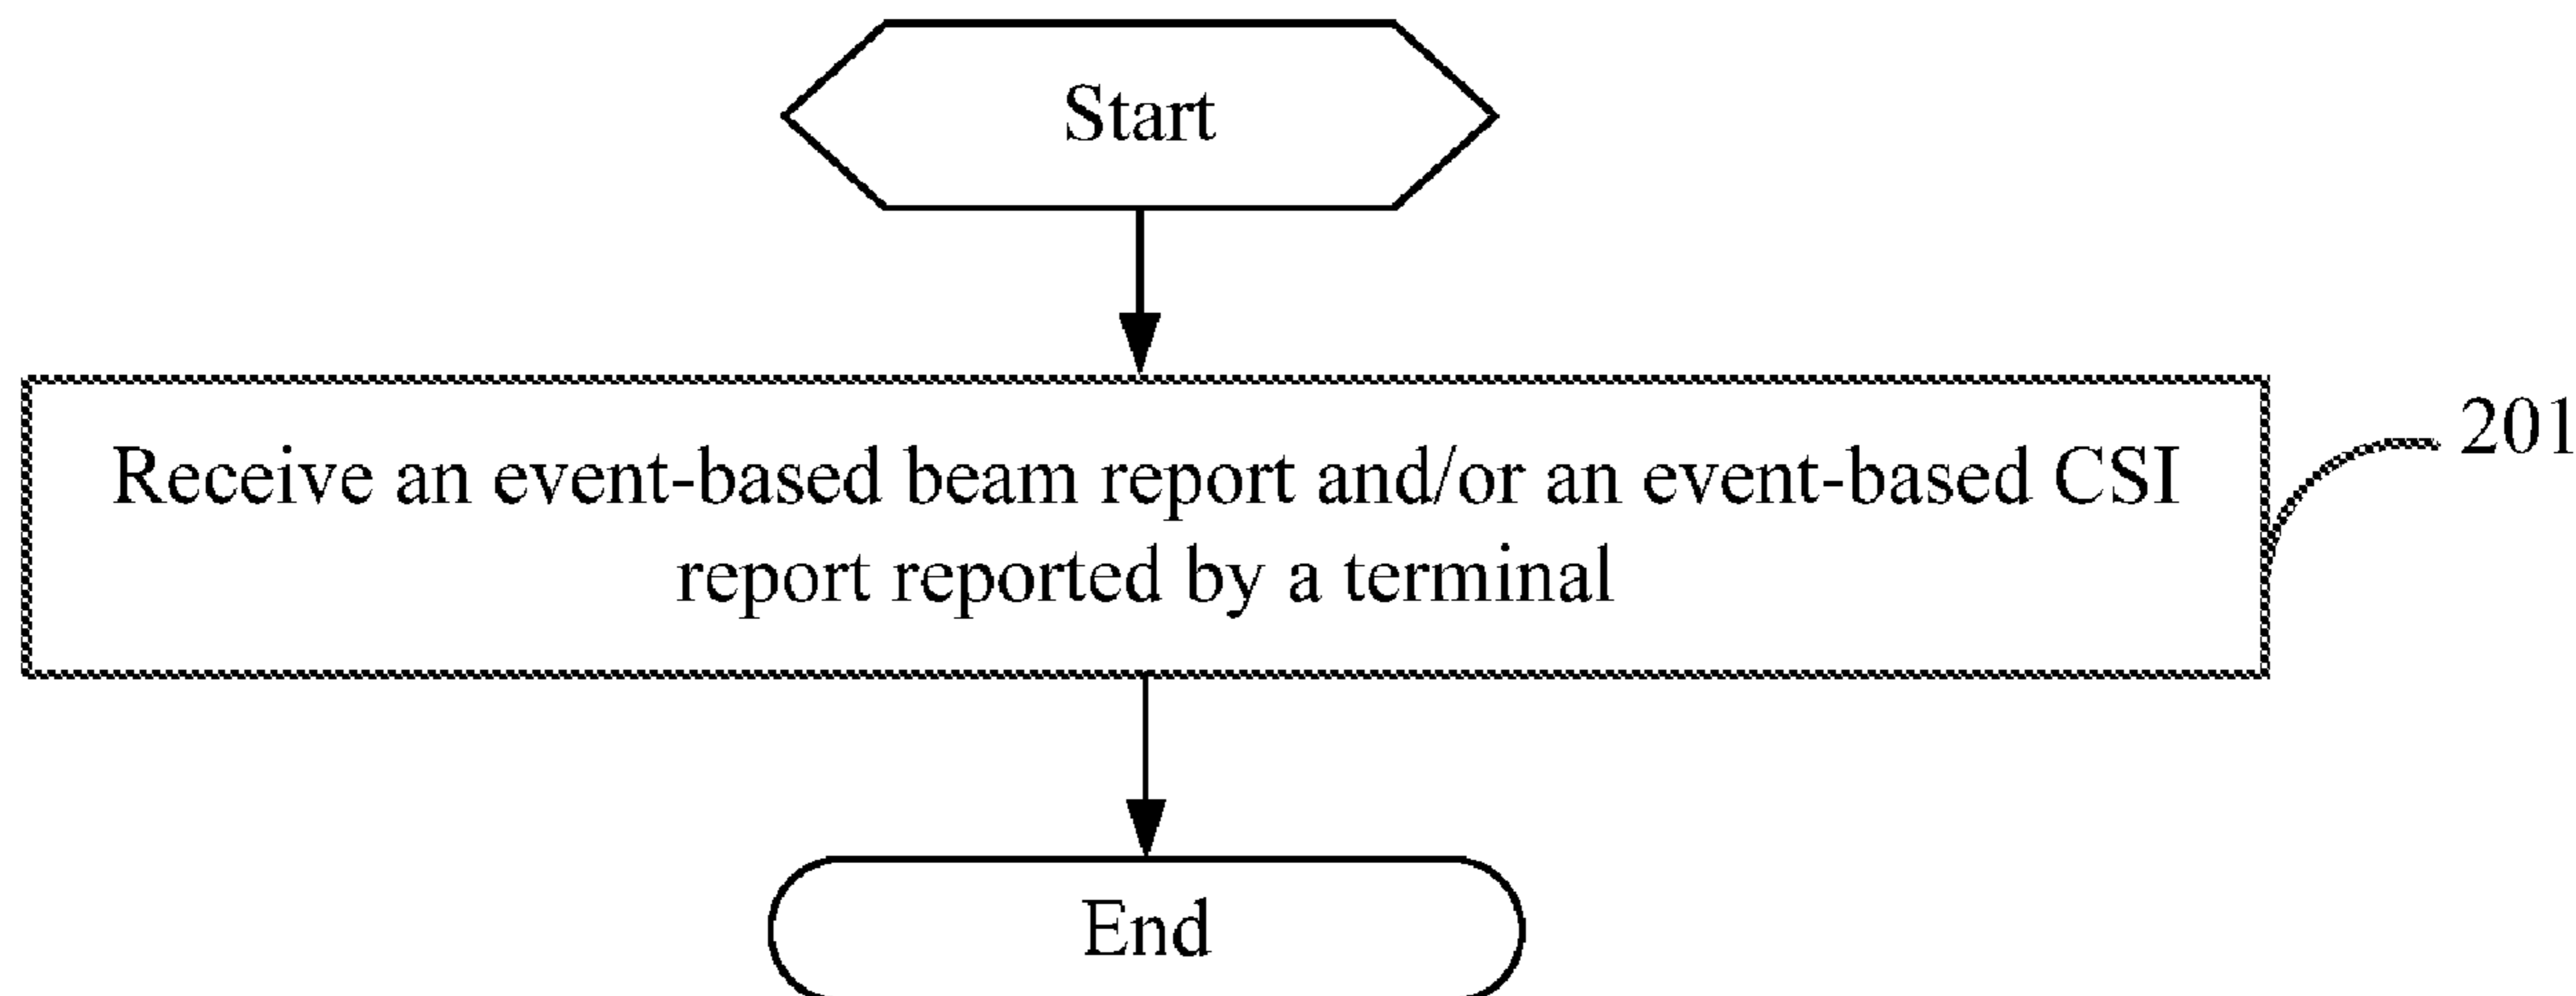 Start
Receive an event-based beam report and/or an event-based CSI
report reported by a terminal
201
End